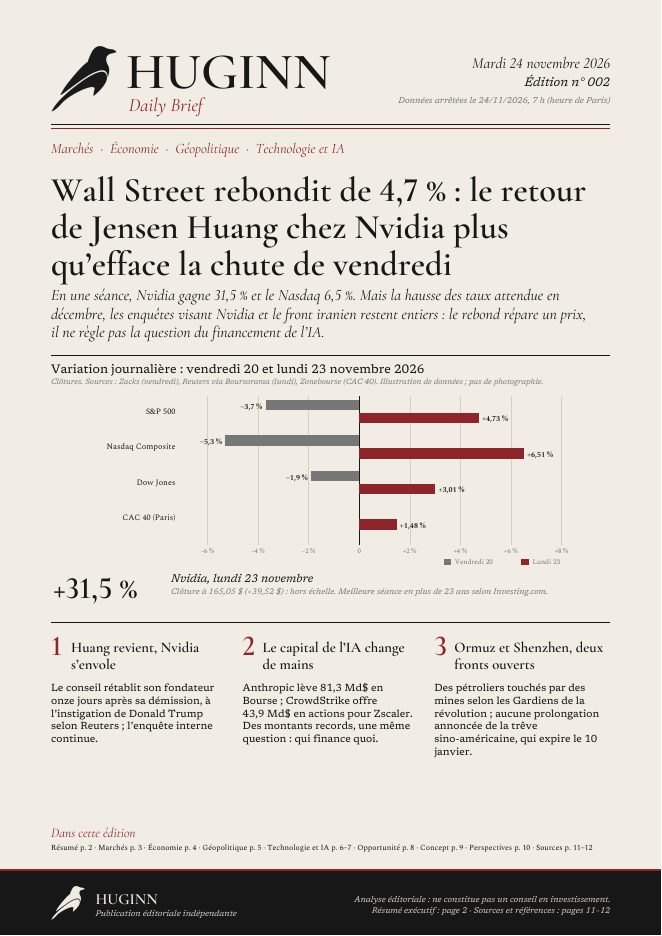 HUGINN
Daily Brief
Mardi 24 novembre 2026
Édition n° 002
Données arrêtées le 24/11/2026, 7 h (heure de Paris)
Marchés · Économie · Géopolitique · Technologie et IA
Wall Street rebondit de 4,7 % : le retour
de Jensen Huang chez Nvidia plus
qu’efface la chute de vendredi
En une séance, Nvidia gagne 31,5 % et le Nasdaq 6,5 %. Mais la hausse des taux attendue en
décembre, les enquêtes visant Nvidia et le front iranien restent entiers : le rebond répare un prix,
il ne règle pas la question du financement de l’IA.
Variation journalière : vendredi 20 et lundi 23 novembre 2026
Clôtures. Sources : Zacks (vendredi), Reuters via Boursorama (lundi), Zonebourse (CAC 40). Illustration de données ; pas de photographie.
S&P 500
−3,7 %
+4,73 %
Nasdaq Composite
−5,3 %
+6,51 %
Dow Jones
−1,9 %
+3,01 %
CAC 40 (Paris)
+1,48 %
−6 %
−4 %
−2 %
0
+2 %
+4 %
+6 %
+8 %
Vendredi 20
Lundi 23
+31,5 %
Nvidia, lundi 23 novembre
Clôture à 165,05 $ (+39,52 $) : hors échelle. Meilleure séance en plus de 23 ans selon Investing.com.
1 Huang revient, Nvidia
s’envole
Le conseil rétablit son fondateur
onze jours après sa démission, à
l’instigation de Donald Trump
selon Reuters ; l’enquête interne
continue.
2 Le capital de l’IA change
de mains
Anthropic lève 81,3 Md$ en
Bourse ; CrowdStrike offre
43,9 Md$ en actions pour Zscaler.
Des montants records, une même
question : qui finance quoi.
3 Ormuz et Shenzhen, deux
fronts ouverts
Des pétroliers touchés par des
mines selon les Gardiens de la
révolution ; aucune prolongation
annoncée de la trêve
sino-américaine, qui expire le 10
janvier.
Dans cette édition
Résumé p. 2 · Marchés p. 3 · Économie p. 4 · Géopolitique p. 5 · Technologie et IA p. 6-7 · Opportunité p. 8 · Concept p. 9 · Perspectives p. 10 · Sources p. 11-12
HUGINN
Publication éditoriale indépendante
Analyse éditoriale : ne constitue pas un conseil en investissement.
Résumé exécutif : page 2 · Sources et références : pages 11-12